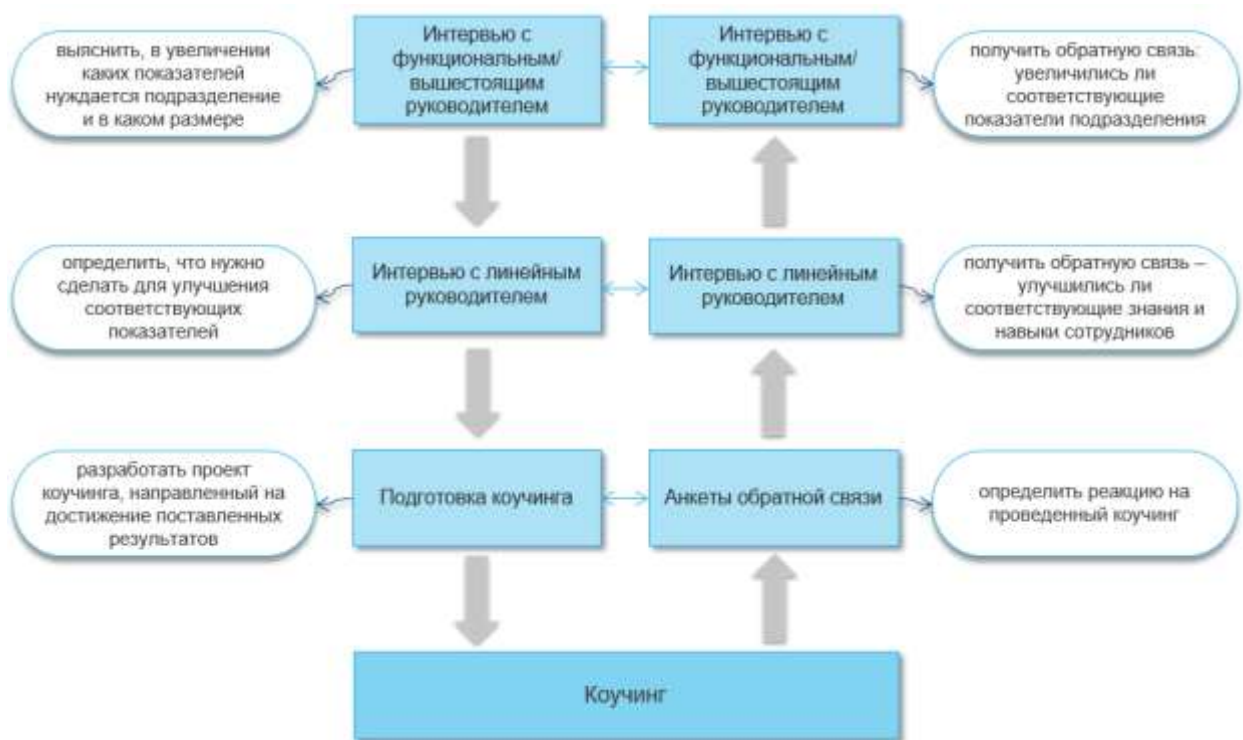 выяснить, в увеличении
каких показателей
нуждается подразделение
и в каком размере
Интервью с
функциональным/
вышестоящим
руководителем
Интервью с
функциональным/
вышестоящим
руководителем
получить обратную связь:
увеличились ли
соответствующие
показатели подразделения
определить, что нужно
сделать для улучшения
соответствующих
показателей
Интервью с линейным
руководителем
Интервью с линейным
руководителем
получить обратную связь –
улучшились ли
соответствующие знания и
навыки сотрудников
разработать проект
коучинга, направленный на
достижение поставленных
результатов
Подготовка коучинга
Анкеты обратной связи
определить реакцию на
проведенный коучинг
Коучинг